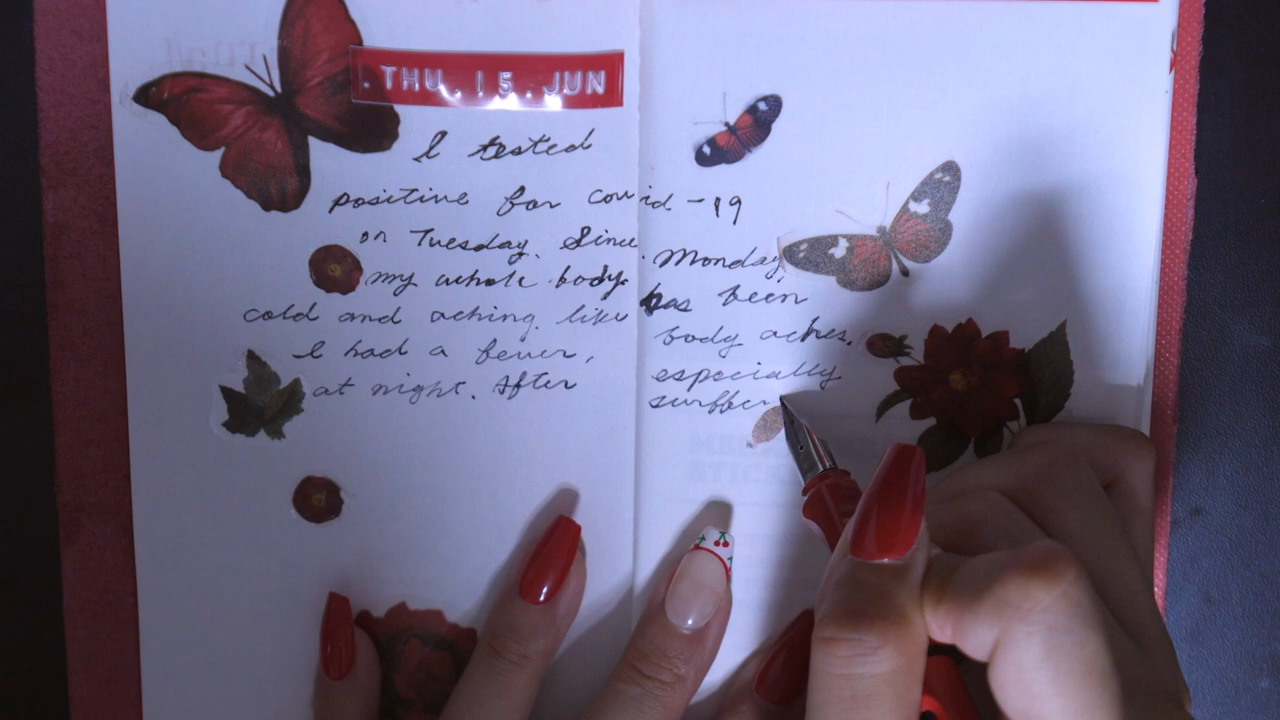 .THU.15.JUN
I tested
positive for covid-19
on Tuesday. Since Monday,
my whole body has been
cold and aching like body aches.
I had a fever, especially
at night. After suffer